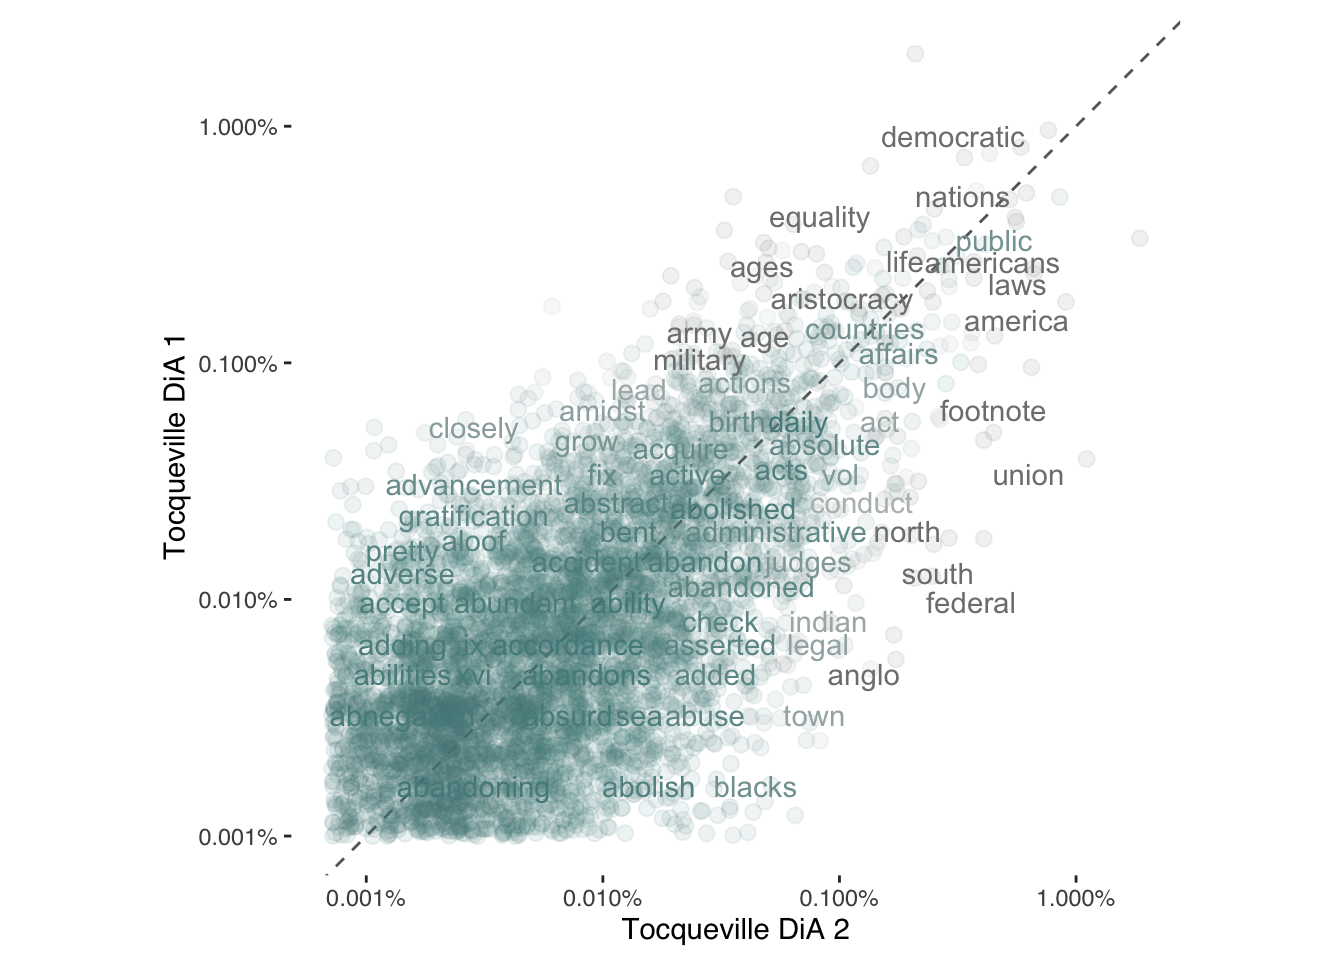 1.000%
democratic
nations
equality
public
ages
life
americans
laws
aristocracy
america
army
age
countries
military
affairs
0.100%
lead
actions
body
amidst
footnote
closely
birth
daily
act
grow
acquire
absolute
fix
active
acts
vol
union
advancement
abstract
abolished
conduct
gratification
bent
administrative
north
pretty
aloof
accident
abandon
judges
adverse
abandoned
south
0.010%
accept
abundant
ability
federal
check
indian
adding
ix
accordance
asserted
legal
abilities
xvi
abandons
added
anglo
absurd
sea
abuse
town
abandoning
abolish
blacks
0.001%
0.001%
0.010%
0.100%
1.000%
Tocqueville DiA 2
Tocqueville DiA 1